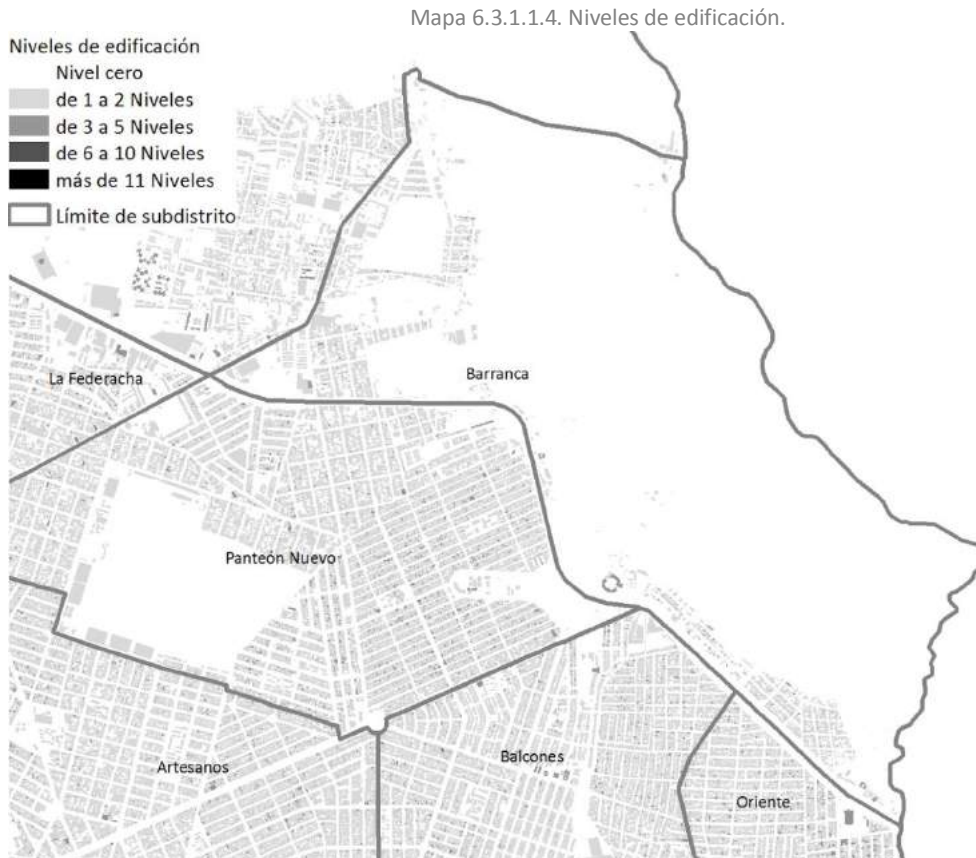 Mapa 6.3.1.1.4. Niveles de edificación.
Niveles de edificación
Nivel cero
de 1 a 2 Niveles
de 3 a 5 Niveles
de 6 a 10 Niveles
más de 11 Niveles
Límite de subdistrito
La Federacha
Barranca
Panteón Nuevo
Artesanos
Balcones
Oriente